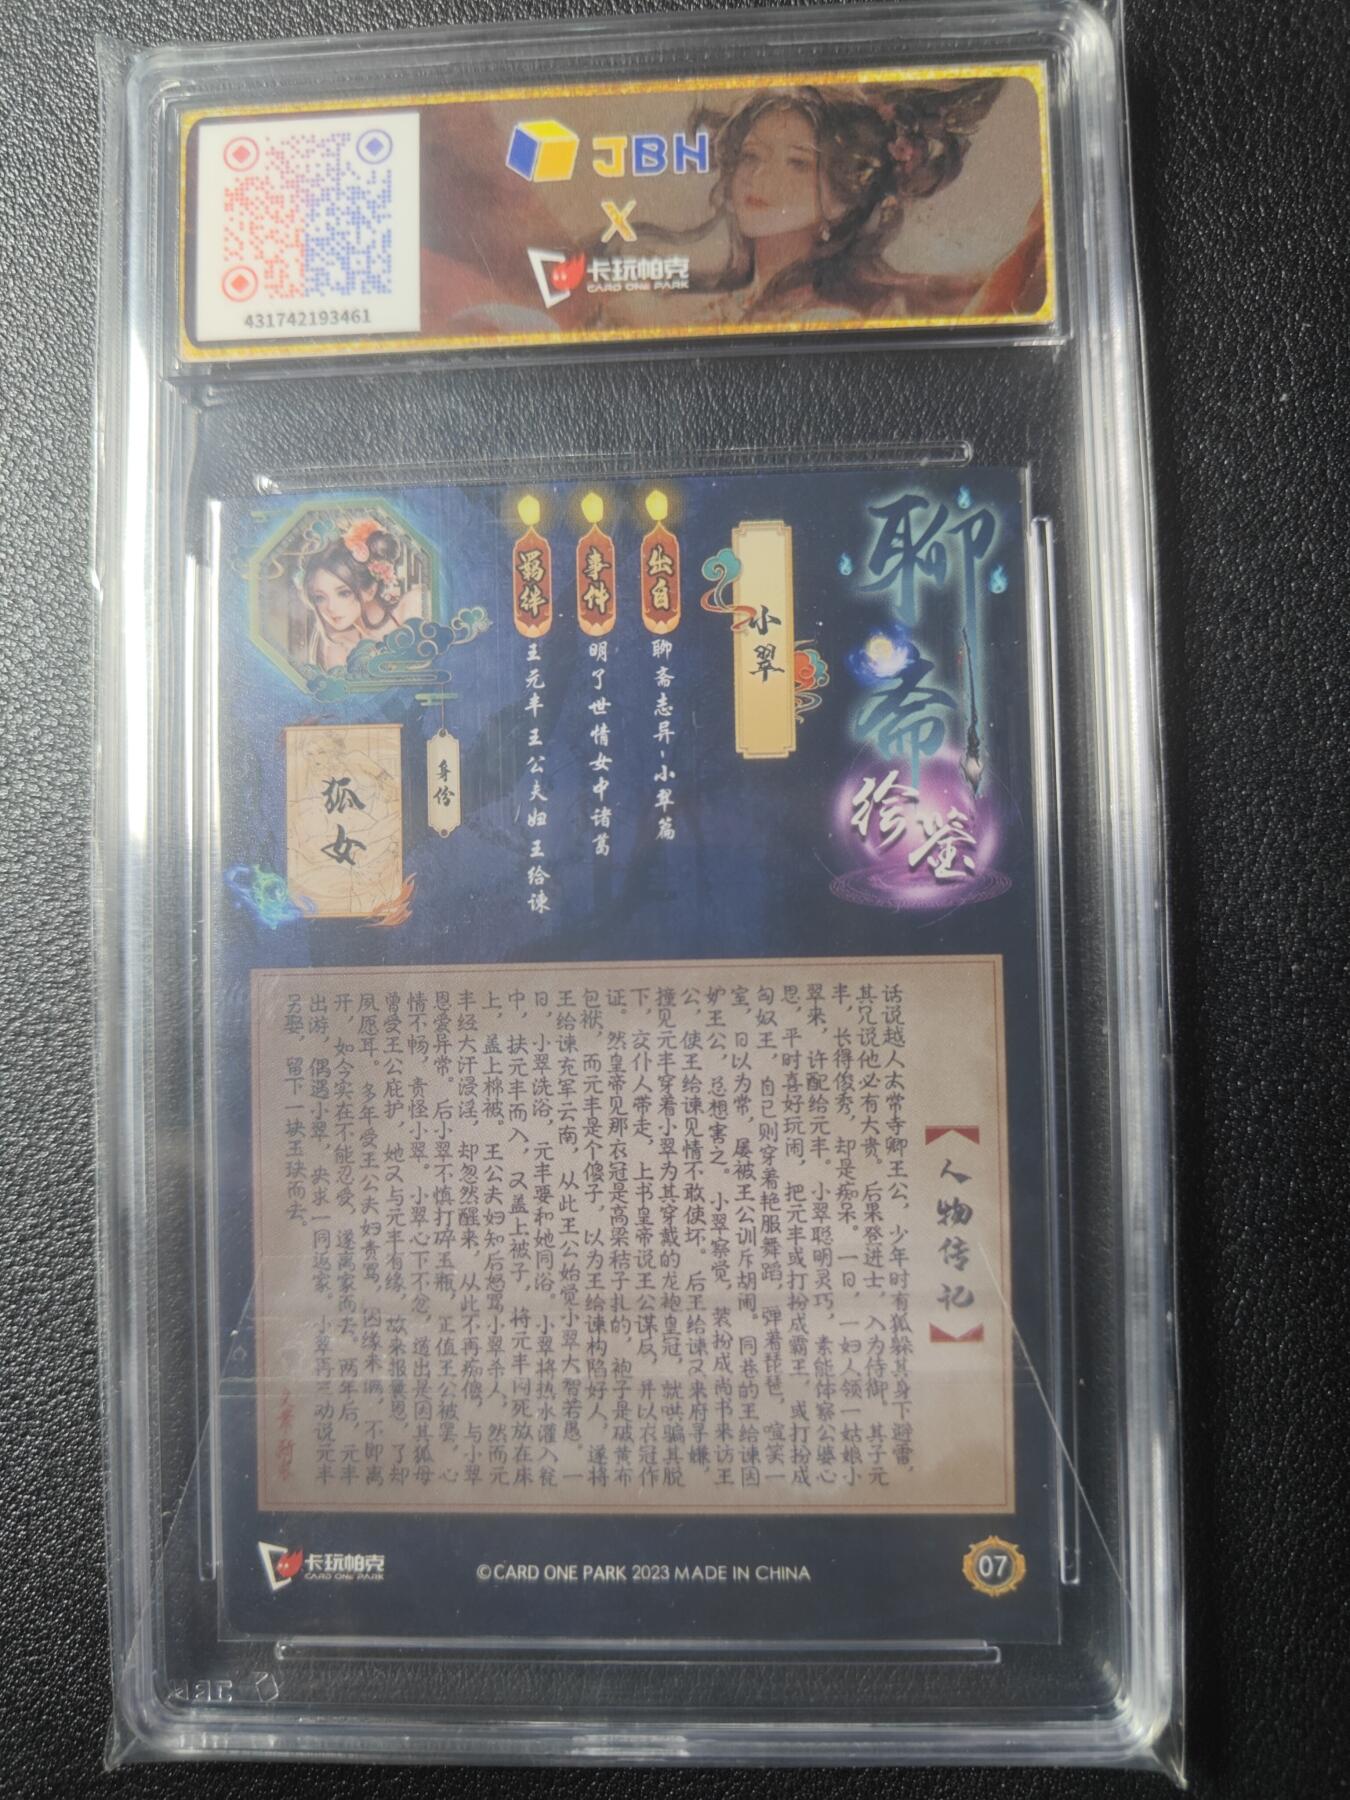 431742193461
JBH
X
卡玩帕克
CARD ONE PARK
聊斋
绘鉴
小翠
出自
聊斋志异-小翠篇
事件
明了世情女中诸葛
羁绊
王元丰 王公夫妇 王给谏
身份
狐女
【人物传记】
话说越人太常寺卿王公，少年时有狐躲其身下避雷，
其兄说他必有大贵。后果登进士，入为侍御。其子元
丰，长得俊秀，却是痴呆。一日，一妇人领一姑娘小
翠来，许配给元丰。小翠聪明灵巧，素能体察公婆心
思，平时喜好玩闹，把元丰或打扮成霸王，或打扮成
匈奴王，自己则穿着艳服舞蹈，弹着琵琶，喧笑一
室，日以为常，屡被王公训斥胡闹。同巷的王给谏因
妒王公，总想害之。小翠察觉，装扮成尚书来访王
公，使王给谏见情不敢使坏。后王给谏又来府寻嫌，
撞见元丰穿着小翠为其穿戴的龙袍皇冠，就哄骗其脱
下，交仆人带走，上书皇帝说王公谋反，并以衣冠作
证。然皇帝见那衣冠是高梁秸子扎的，袍子是破黄布
包袱，而元丰是个傻子，以为王给谏构陷好人，遂将
王给谏充军云南，从此王公始觉小翠大智若愚。一
日，小翠洗浴，元丰要和她同浴。小翠将热水灌入瓮
中，扶元丰而入，又盖上被子，将元丰闷死放在床
上，盖上棉被。王公夫妇知后怒骂小翠杀人，然而元
丰经大汗浸淫，却忽然醒来，从此不再痴傻，与小翠
恩爱异常。后小翠不慎打碎玉瓶，正值王公被罢，心
情不畅，责怪小翠。小翠心下不忿，道出是因其狐母
曾受王公庇护，她又与元丰有缘，故来报重恩，了却
夙愿耳。多年受王公夫妇责骂，因缘未满，不即离
开，如今实在不能忍受，遂离家而去。两年后，元丰
出游，偶遇小翠，央求一同返家。小翠再三劝说元丰
另娶，留下一块玉玦而去。
卡玩帕克
CARD ONE PARK
©CARD ONE PARK 2023 MADE IN CHINA
07